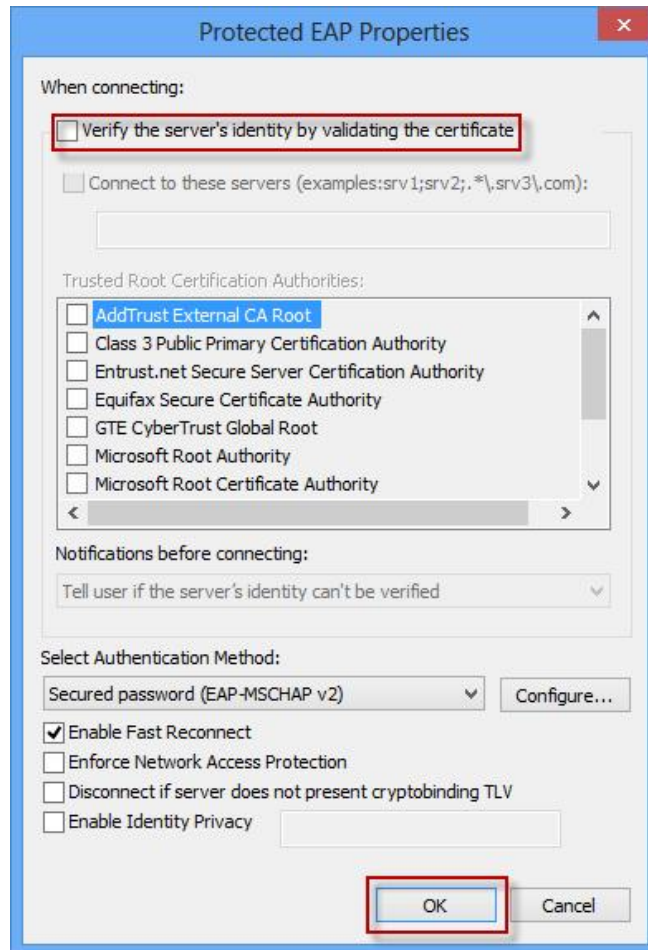 Protected EAP Properties
When connecting:
Verify the server's identity by validating the certificate
Connect to these servers (examples:srv1;srv2;.*\.srv3\.com):
Trusted Root Certification Authorities:
AddTrust External CA Root
Class 3 Public Primary Certification Authority
Entrust.net Secure Server Certification Authority
Equifax Secure Certificate Authority
GTE CyberTrust Global Root
Microsoft Root Authority
Microsoft Root Certificate Authority
Notifications before connecting:
Tell user if the server's identity can't be verified
Select Authentication Method:
Secured password (EAP-MSCHAP v2) Configure...
Enable Fast Reconnect
Enforce Network Access Protection
Disconnect if server does not present cryptobinding TLV
Enable Identity Privacy
OK Cancel